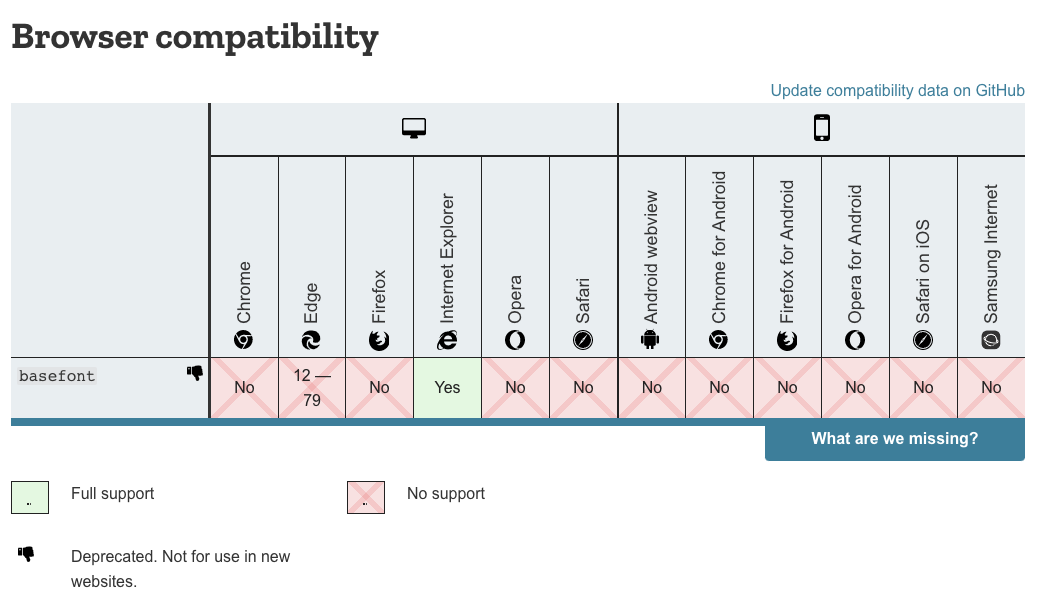 Browser compatibility
Update compatibility data on GitHub
Chrome
Edge
Firefox
Internet Explorer
Opera
Safari
Android webview
Chrome for Android
Firefox for Android
Opera for Android
Safari on iOS
Samsung Internet
basefont
No
12 —
79
No
Yes
No
No
No
No
No
No
No
No
What are we missing?
Full support
No support
Deprecated. Not for use in new
websites.